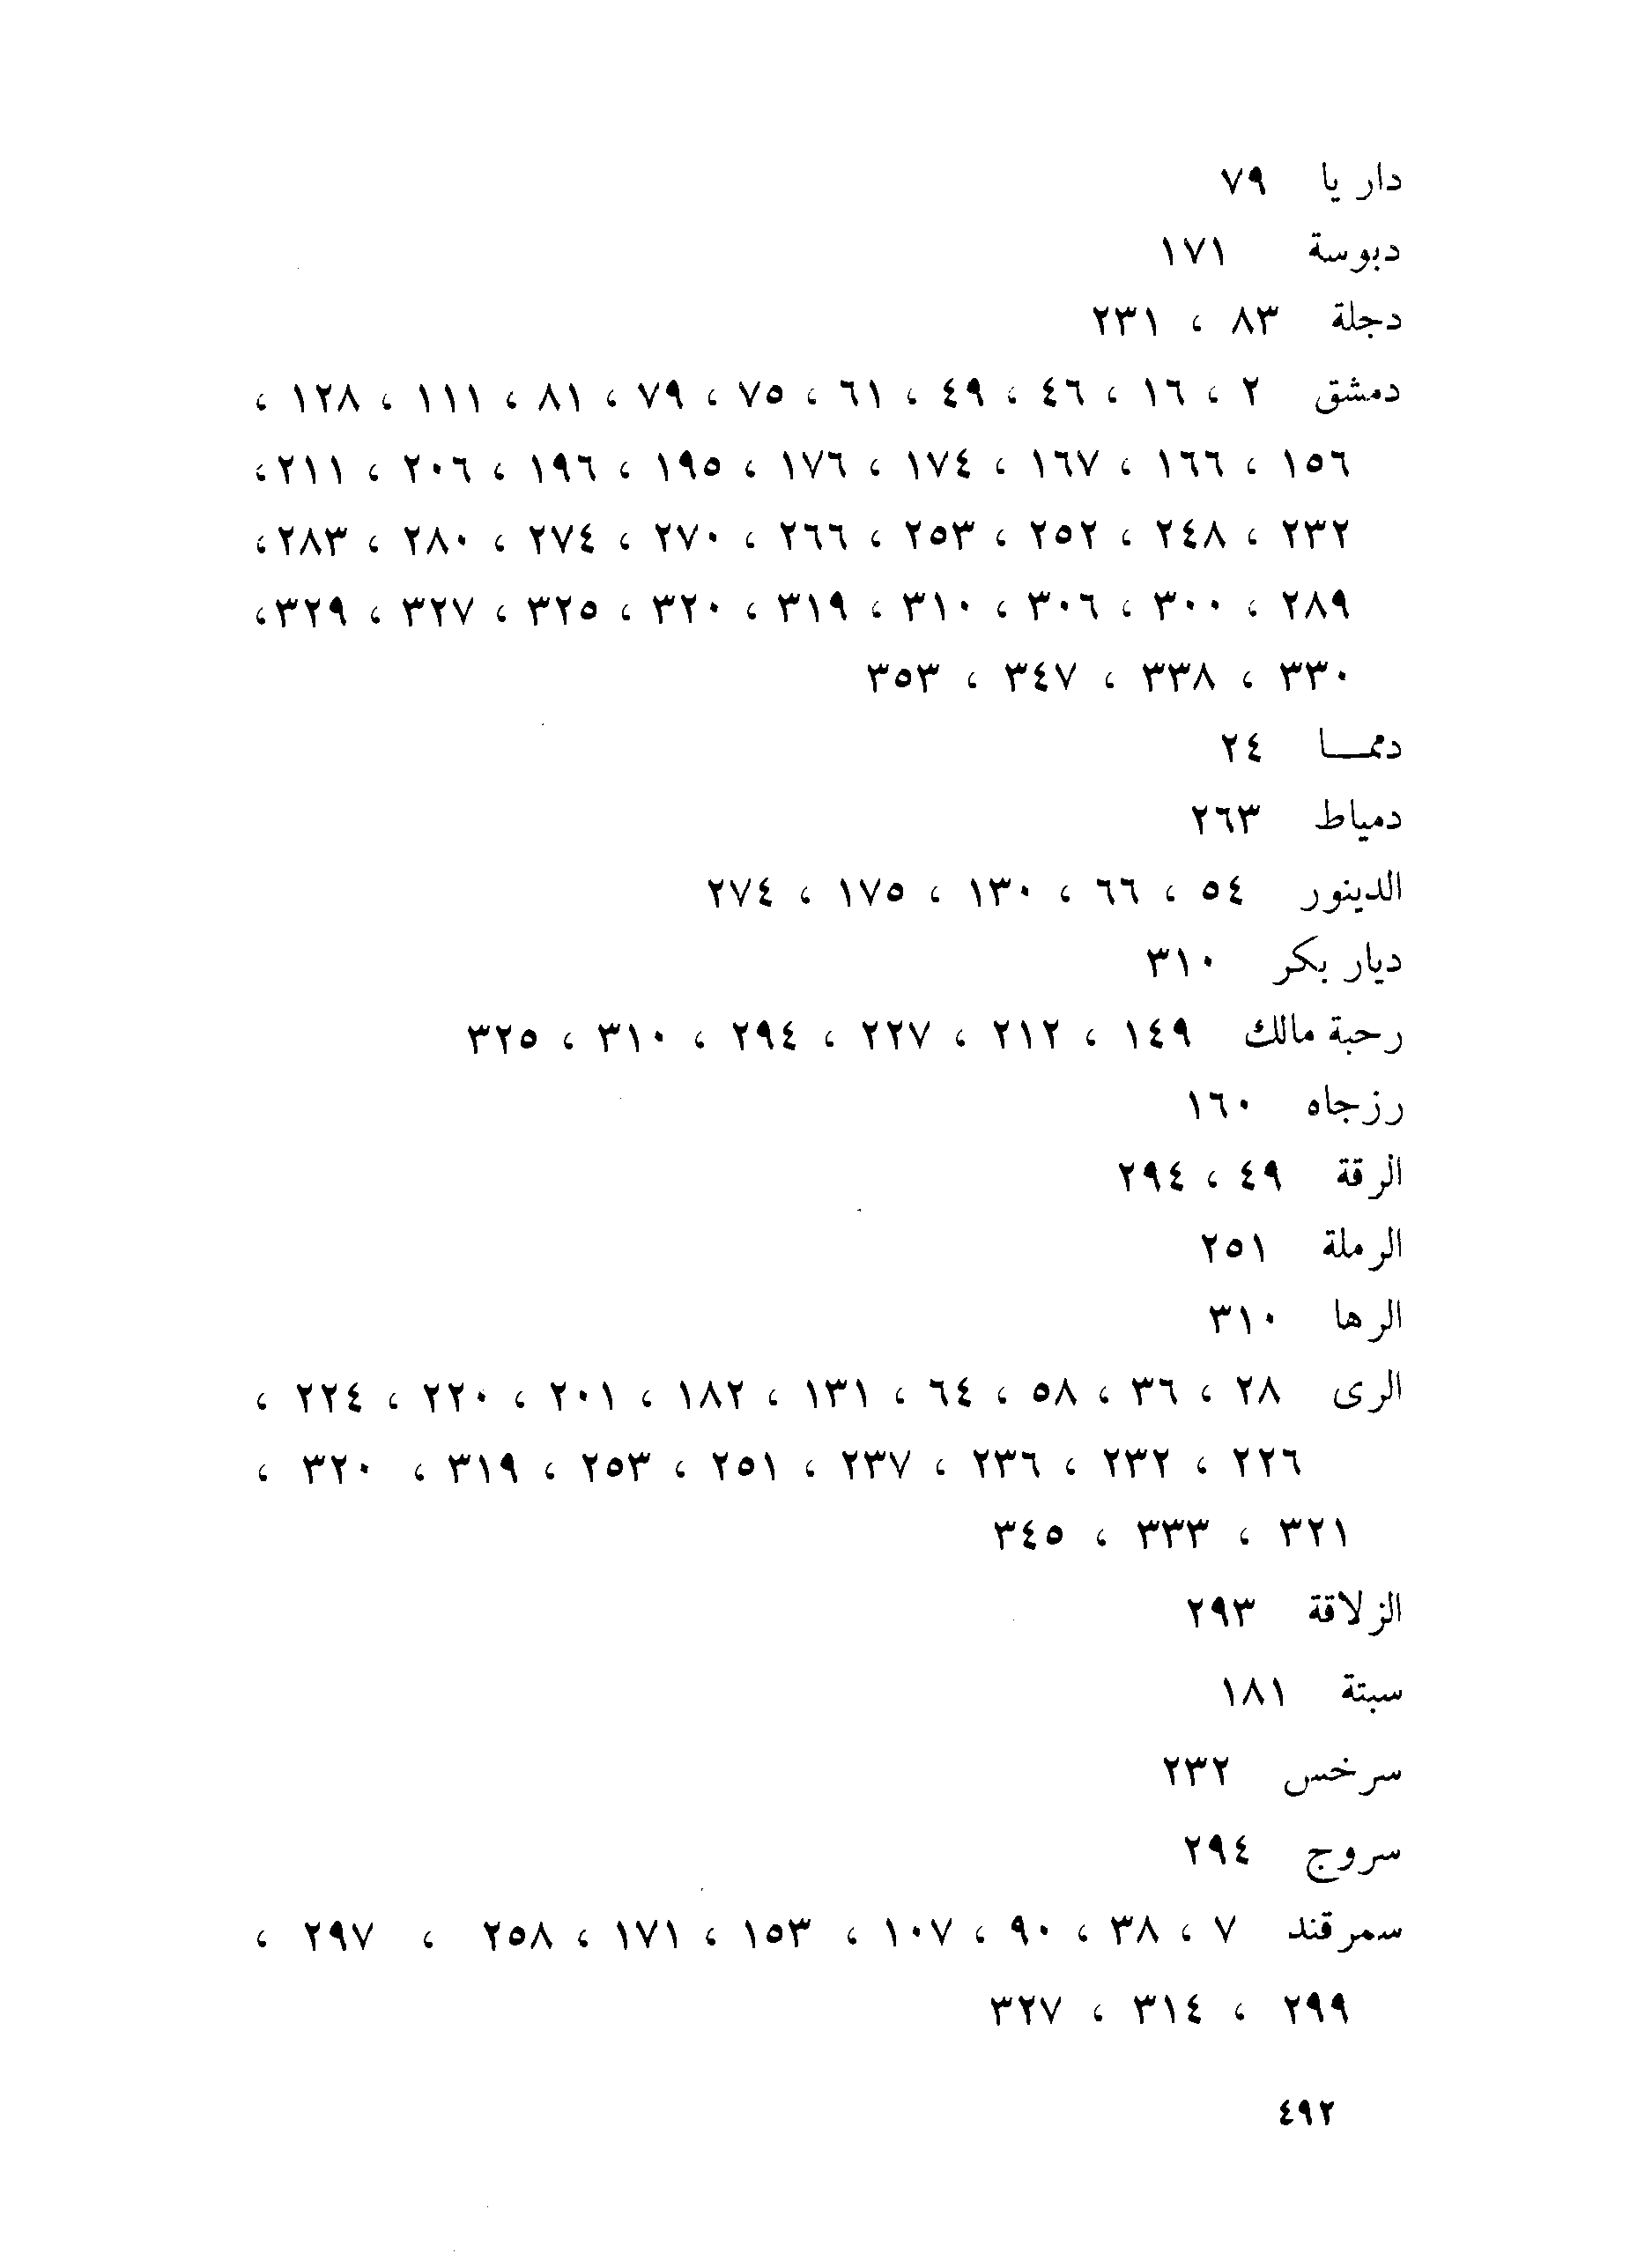 داريا ٧٩
دبوسة ١٧١
دجلة ٨٣ ، ٢٣١
دمشق ٢ ، ١٦ ، ٤٦ ، ٤٩ ، ٦١ ، ٧٥ ، ٧٩ ، ٨١ ، ١١١ ، ١٢٨ ،
١٥٦ ، ١٦٦ ، ١٦٧ ، ١٧٤ ، ١٧٦ ، ١٩٥ ، ١٩٦ ، ٢٠٦ ، ٢١١ ،
٢٣٢ ، ٢٤٨ ، ٢٥٢ ، ٢٥٣ ، ٢٦٦ ، ٢٧٠ ، ٢٧٤ ، ٢٨٠ ، ٢٨٣ ،
٢٨٩ ، ٣٠٠ ، ٣٠٦ ، ٣١٠ ، ٣١٩ ، ٣٢٠ ، ٣٢٥ ، ٣٢٧ ، ٣٢٩ ،
٣٣٠ ، ٣٣٨ ، ٣٤٧ ، ٣٥٣
دممـا ٢٤
دمياط ٢٦٣
الدينور ٥٤ ، ٦٦ ، ١٣٠ ، ١٧٥ ، ٢٧٤
ديار بكر ٣١٠
رحبة مالك ١٤٩ ، ٢١٢ ، ٢٢٧ ، ٢٩٤ ، ٣١٠ ، ٣٢٥
رزجاه ١٦٠
الرقة ٤٩ ، ٢٩٤
الرملة ٢٥١
الرها ٣١٠
الرى ٢٨ ، ٣٦ ، ٥٨ ، ٦٤ ، ١٣١ ، ١٨٢ ، ٢٠١ ، ٢٢٠ ، ٢٢٤ ،
٢٢٦ ، ٢٣٢ ، ٢٣٦ ، ٢٣٧ ، ٢٥١ ، ٢٥٣ ، ٣١٩ ، ٣٢٠ ،
٣٢١ ، ٣٣٣ ، ٣٤٥
الزلاقة ٢٩٣
سبتة ١٨١
سرخس ٢٣٢
سروج ٢٩٤
سمرقند ٧ ، ٣٨ ، ٩٠ ، ١٠٧ ، ١٥٣ ، ١٧١ ، ٢٥٨ ، ٢٩٧ ،
٢٩٩ ، ٣١٤ ، ٣٢٧
٤٩٢